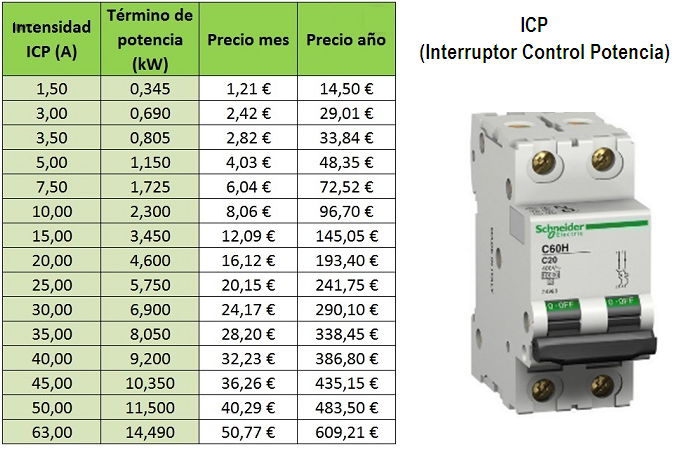 Intensidad ICP (A) | Término de potencia (kW) | Precio mes | Precio año
1,50 | 0,345 | 1,21 € | 14,50 €
3,00 | 0,690 | 2,42 € | 29,01 €
3,50 | 0,805 | 2,82 € | 33,84 €
5,00 | 1,150 | 4,03 € | 48,35 €
7,50 | 1,725 | 6,04 € | 72,52 €
10,00 | 2,300 | 8,06 € | 96,70 €
15,00 | 3,450 | 12,09 € | 145,05 €
20,00 | 4,600 | 16,12 € | 193,40 €
25,00 | 5,750 | 20,15 € | 241,75 €
30,00 | 6,900 | 24,17 € | 290,10 €
35,00 | 8,050 | 28,20 € | 338,45 €
40,00 | 9,200 | 32,23 € | 386,80 €
45,00 | 10,350 | 36,26 € | 435,15 €
50,00 | 11,500 | 40,29 € | 483,50 €
63,00 | 14,490 | 50,77 € | 609,21 €
ICP
(Interruptor Control Potencia)
Schneider
Electric
C60H
C20
MADE IN ITALY
O-OFF O-OFF